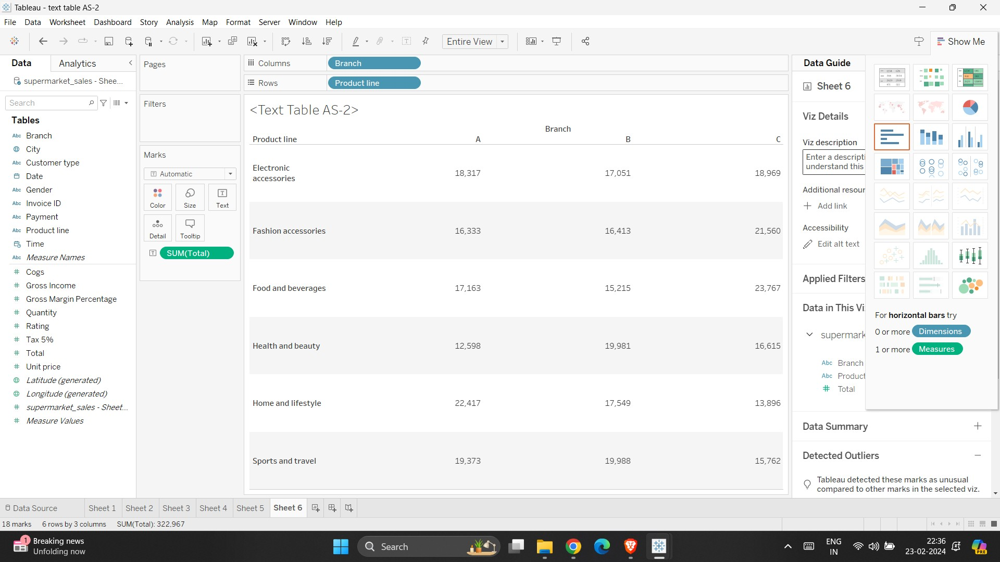 Tableau - text table AS-2
File Data Worksheet Dashboard Story Analysis Map Format Server Window Help
Entire View
Show Me
Data Analytics
supermarket_sales - Shee...
Search
Tables
Abc Branch
City
Abc Customer type
Date
Abc Gender
Abc Invoice ID
Abc Payment
Abc Product line
Time
Abc Measure Names
# Cogs
# Gross Income
# Gross Margin Percentage
# Quantity
# Rating
# Tax 5%
# Total
# Unit price
Latitude (generated)
Longitude (generated)
# supermarket_sales - Sheet...
# Measure Values
Pages
Filters
Marks
Automatic
Color Size Text
Detail Tooltip
SUM(Total)
Columns Branch
Rows Product line
<Text Table AS-2>
Branch
Product line A B C
Electronic
accessories 18,317 17,051 18,969
Fashion accessories 16,333 16,413 21,560
Food and beverages 17,163 15,215 23,767
Health and beauty 12,598 19,981 16,615
Home and lifestyle 22,417 17,549 13,896
Sports and travel 19,373 19,988 15,762
Data Guide
Sheet 6
Viz Details
Viz description
Enter a descripti
understand this
Additional resour
Add link
Accessibility
Edit alt text
Applied Filters
Data in This Vi
supermark
Abc Branch
Abc Product
# Total
Data Summary
Detected Outliers
Tableau detected these marks as unusual
compared to other marks in the selected viz.
For horizontal bars try
0 or more Dimensions
1 or more Measures
Data Source Sheet 1 Sheet 2 Sheet 3 Sheet 4 Sheet 5 Sheet 6
18 marks 6 rows by 3 columns SUM(Total): 322,967
1
Breaking news
Unfolding now
Search
ENG
IN
22:36
23-02-2024
PRE